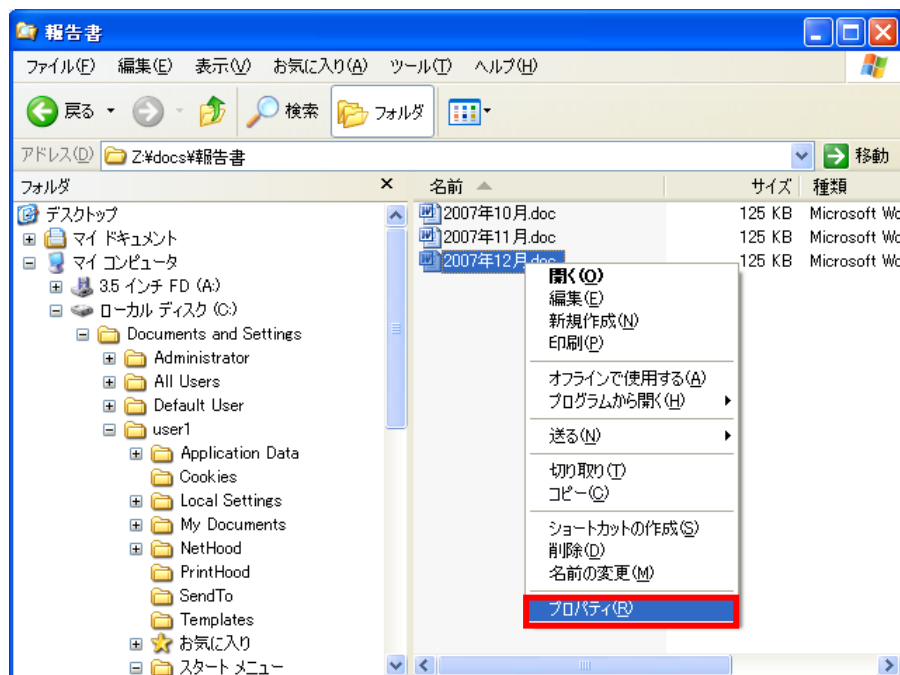 報告書
ファイル(F) 編集(E) 表示(V) お気に入り(A) ツール(T) ヘルプ(H)
戻る 検索 フォルダ
アドレス(D) Z:¥docs¥報告書 移動
フォルダ × 名前 サイズ 種類
デスクトップ
マイ ドキュメント
マイ コンピュータ
3.5 インチ FD (A:)
ローカル ディスク (C:)
Documents and Settings
Administrator
All Users
Default User
user1
Application Data
Cookies
Local Settings
My Documents
NetHood
PrintHood
SendTo
Templates
お気に入り
スタート メニュー
2007年10月.doc 125 KB Microsoft Wo
2007年11月.doc 125 KB Microsoft Wo
2007年12月.doc 125 KB Microsoft Wo
開く(O)
編集(E)
新規作成(N)
印刷(P)
オフラインで使用する(A)
プログラムから開く(H)
送る(N)
切り取り(T)
コピー(C)
ショートカットの作成(S)
削除(D)
名前の変更(M)
プロパティ(R)